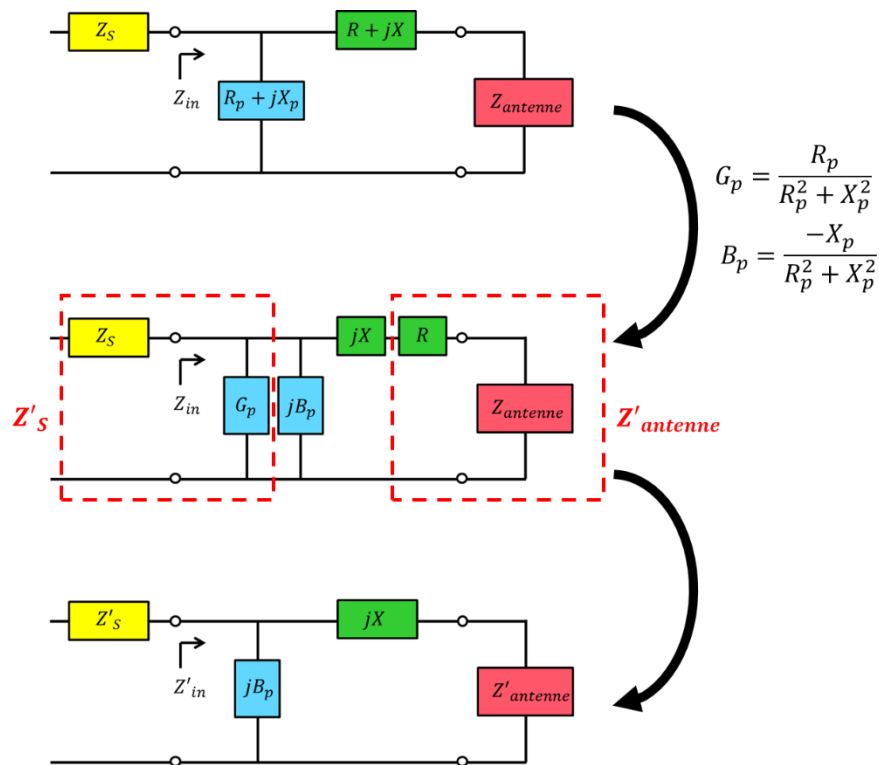 Z_S
R + jX
Z_in
R_p + jX_p
Z_antenne
G_p = R_p / (R_p^2 + X_p^2)
B_p = -X_p / (R_p^2 + X_p^2)
Z_S
jX
R
Z_in
G_p
jB_p
Z_antenne
Z'_S
Z'_antenne
Z'_S
jX
Z'_in
jB_p
Z'_antenne